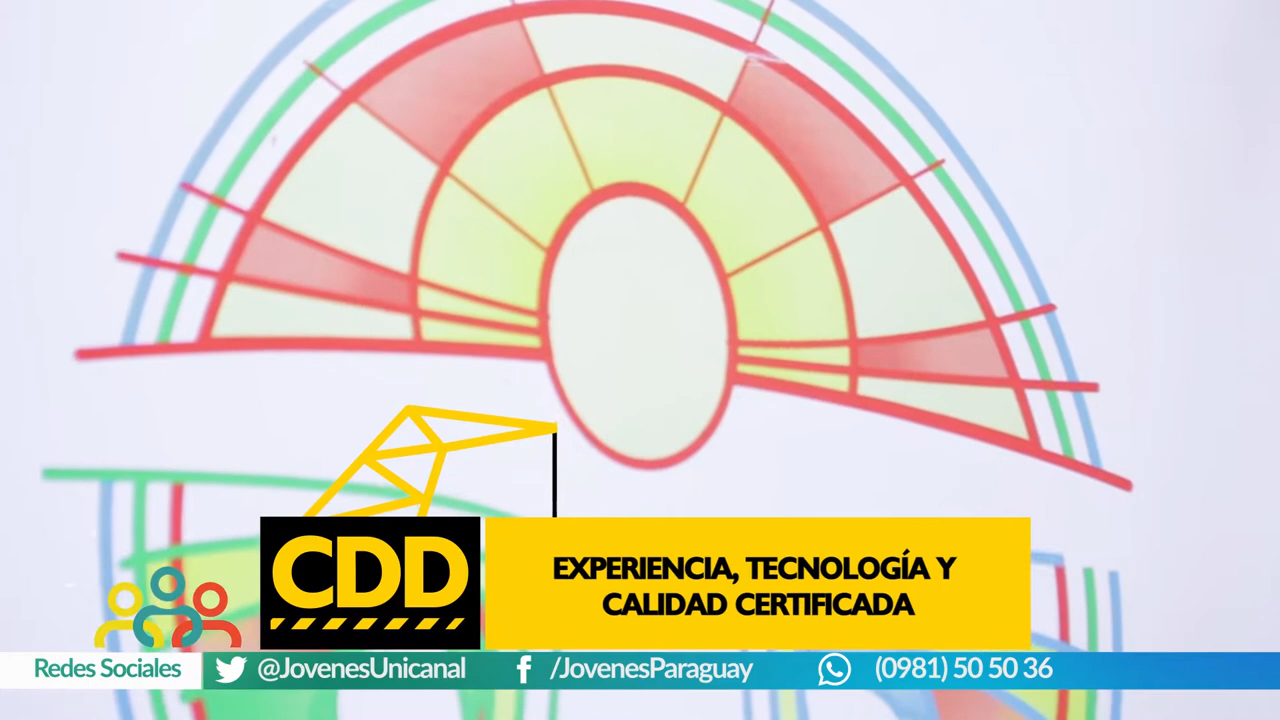 CDD
EXPERIENCIA, TECNOLOGÍA Y
CALIDAD CERTIFICADA
Redes Sociales
@JovenesUnicanal
/JovenesParaguay
(0981) 50 50 36